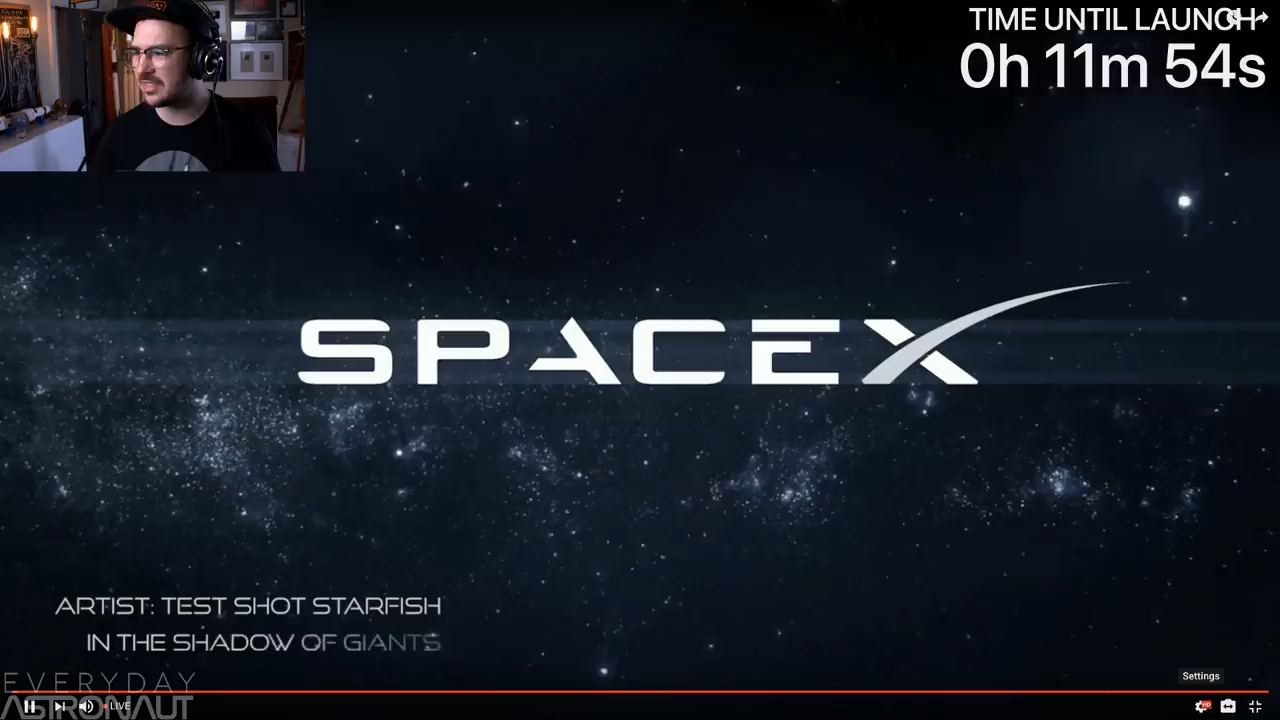 TIME UNTIL LAUNCH
0h 11m 54s
SPACEX
ARTIST: TEST SHOT STARFISH
IN THE SHADOW OF GIANTS
EVERYDAY
ASTRONAUT
Settings
LIVE
HD